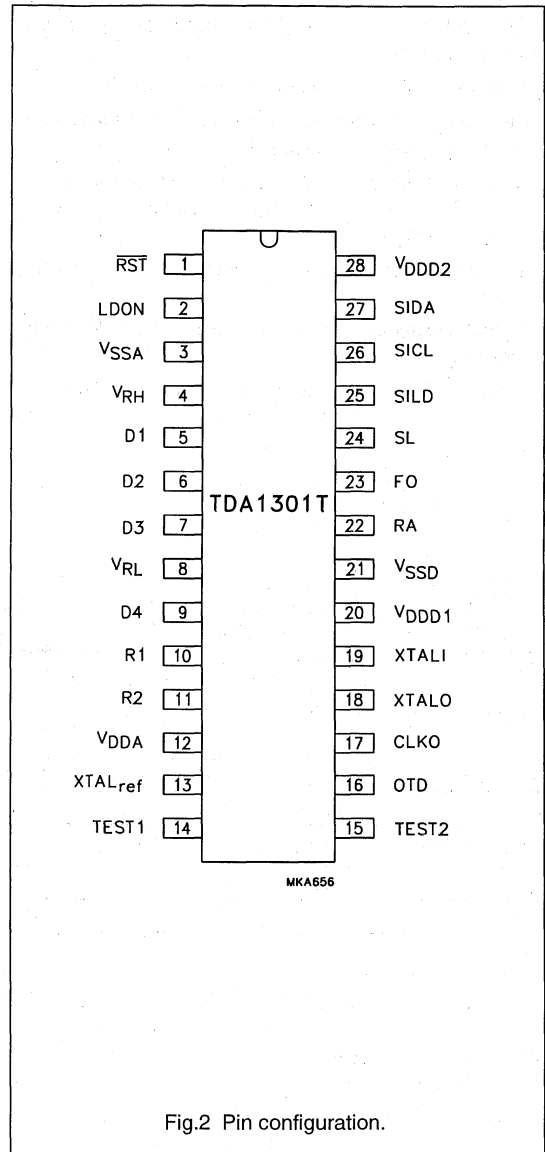 RST 1 28 VDDD2
LDON 2 27 SIDA
VSSA 3 26 SICL
VRH 4 25 SILD
D1 5 24 SL
D2 6 23 FO
TDA1301T
D3 7 22 RA
VRL 8 21 VSSD
D4 9 20 VDDD1
R1 10 19 XTALI
R2 11 18 XTALO
VDDA 12 17 CLKO
XTALref 13 16 OTD
TEST1 14 15 TEST2
MKA656
Fig.2 Pin configuration.